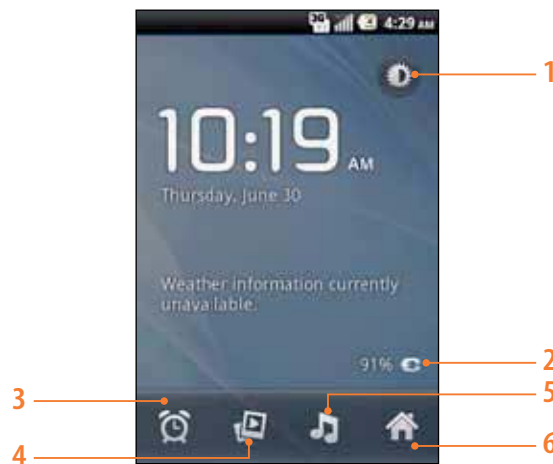 3G 4:29 AM
1
10:19 AM
Thursday, June 30
Weather information currently
unavailable.
91% 2
3 5
4 6